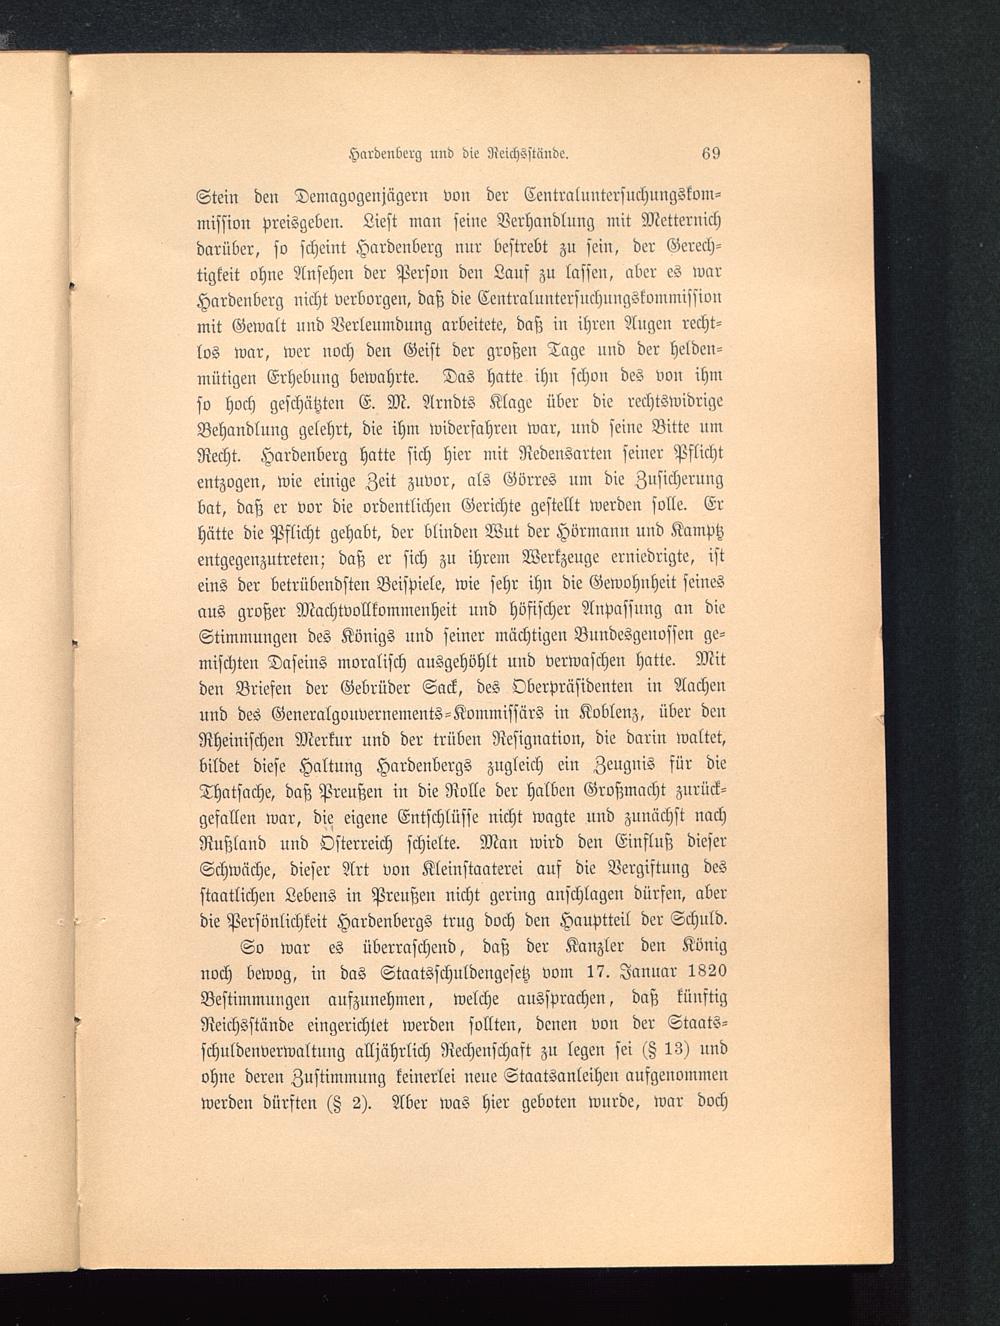 Hardenberg und die Reichsstände. 69
Stein den Demagogenjägern von der Centraluntersuchungskom-
mission preisgeben. Liest man seine Verhandlung mit Metternich
darüber, so scheint Hardenberg nur bestrebt zu sein, der Gerech-
tigkeit ohne Ansehen der Person den Lauf zu lassen, aber es war
Hardenberg nicht verborgen, daß die Centraluntersuchungskommission
mit Gewalt und Verleumdung arbeitete, daß in ihren Augen recht-
los war, wer noch den Geist der großen Tage und der helden-
mütigen Erhebung bewahrte. Das hatte ihn schon des von ihm
so hoch geschätzten E. M. Arndts Klage über die rechtswidrige
Behandlung gelehrt, die ihm widerfahren war, und seine Bitte um
Recht. Hardenberg hatte sich hier mit Redensarten seiner Pflicht
entzogen, wie einige Zeit zuvor, als Görres um die Zusicherung
bat, daß er vor die ordentlichen Gerichte gestellt werden solle. Er
hätte die Pflicht gehabt, der blinden Wut der Hörmann und Kamptz
entgegenzutreten; daß er sich zu ihrem Werkzeuge erniedrigte, ist
eins der betrübendsten Beispiele, wie sehr ihn die Gewohnheit seines
aus großer Machtvollkommenheit und höfischer Anpassung an die
Stimmungen des Königs und seiner mächtigen Bundesgenossen ge-
mischten Daseins moralisch ausgehöhlt und verwaschen hatte. Mit
den Briefen der Gebrüder Sack, des Oberpräsidenten in Aachen
und des Generalgouvernements-Kommissärs in Koblenz, über den
Rheinischen Merkur und der trüben Resignation, die darin waltet,
bildet diese Haltung Hardenbergs zugleich ein Zeugnis für die
Thatsache, daß Preußen in die Rolle der halben Großmacht zurück-
gefallen war, die eigene Entschlüsse nicht wagte und zunächst nach
Rußland und Österreich schielte. Man wird den Einfluß dieser
Schwäche, dieser Art von Kleinstaaterei auf die Vergiftung des
staatlichen Lebens in Preußen nicht gering anschlagen dürfen, aber
die Persönlichkeit Hardenbergs trug doch den Hauptteil der Schuld.
So war es überraschend, daß der Kanzler den König
noch bewog, in das Staatsschuldengesetz vom 17. Januar 1820
Bestimmungen aufzunehmen, welche aussprachen, daß künftig
Reichsstände eingerichtet werden sollten, denen von der Staats-
schuldenverwaltung alljährlich Rechenschaft zu legen sei (§ 13) und
ohne deren Zustimmung keinerlei neue Staatsanleihen aufgenommen
werden dürften (§ 2). Aber was hier geboten wurde, war doch